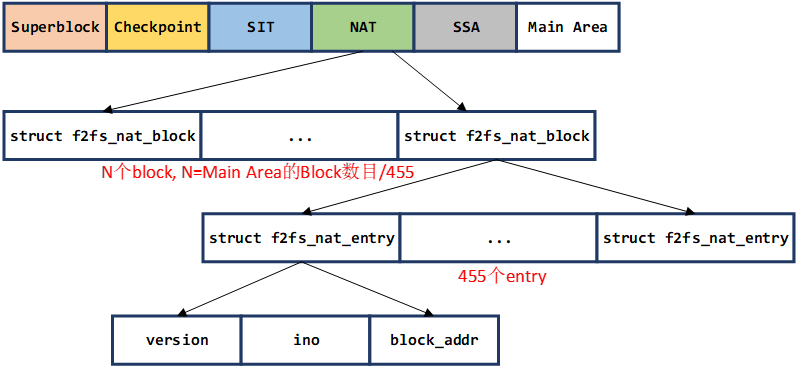 Superblock Checkpoint SIT NAT SSA Main Area
struct f2fs_nat_block ... struct f2fs_nat_block
N个block, N=Main Area的Block数目/455
struct f2fs_nat_entry ... struct f2fs_nat_entry
455个entry
version ino block_addr